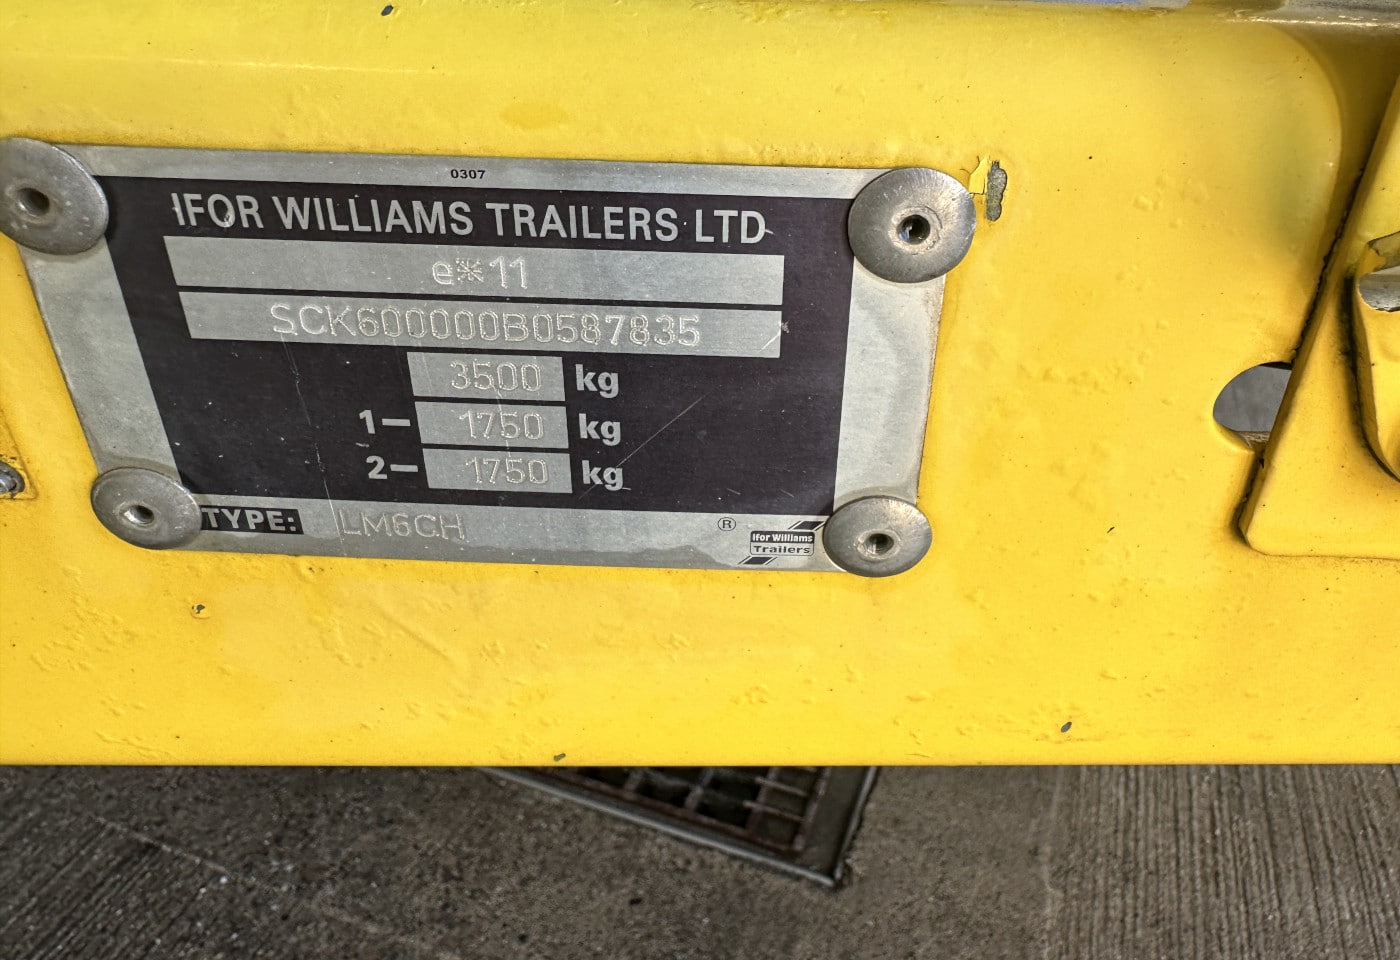 0307
IFOR WILLIAMS TRAILERS LTD
e*11
SCK600000B0587835
3500 kg
1- 1750 kg
2- 1750 kg
TYPE: LM6CH
®
Ifor Williams
Trailers